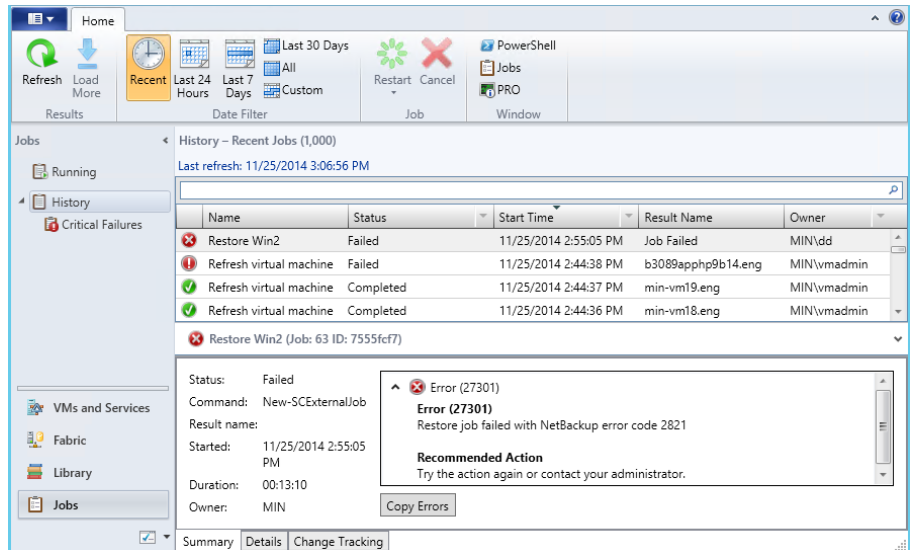 Home
Refresh
Load More
Results
Recent
Last 24 Hours
Last 7 Days
Last 30 Days
All
Custom
Date Filter
Restart
Cancel
Job
PowerShell
Jobs
PRO
Window
Jobs
Running
History
Critical Failures
VMs and Services
Fabric
Library
Jobs
History – Recent Jobs (1,000)
Last refresh: 11/25/2014 3:06:56 PM
Name Status Start Time Result Name Owner
Restore Win2 Failed 11/25/2014 2:55:05 PM Job Failed MIN\dd
Refresh virtual machine Failed 11/25/2014 2:44:38 PM b3089apphp9b14.eng MIN\vmadmin
Refresh virtual machine Completed 11/25/2014 2:44:37 PM min-vm19.eng MIN\vmadmin
Refresh virtual machine Completed 11/25/2014 2:44:36 PM min-vm18.eng MIN\vmadmin
Restore Win2 (Job: 63 ID: 7555fcf7)
Status: Failed
Command: New-SCExternalJob
Result name:
Started: 11/25/2014 2:55:05
PM
Duration: 00:13:10
Owner: MIN
Error (27301)
Error (27301)
Restore job failed with NetBackup error code 2821
Recommended Action
Try the action again or contact your administrator.
Copy Errors
Summary Details Change Tracking